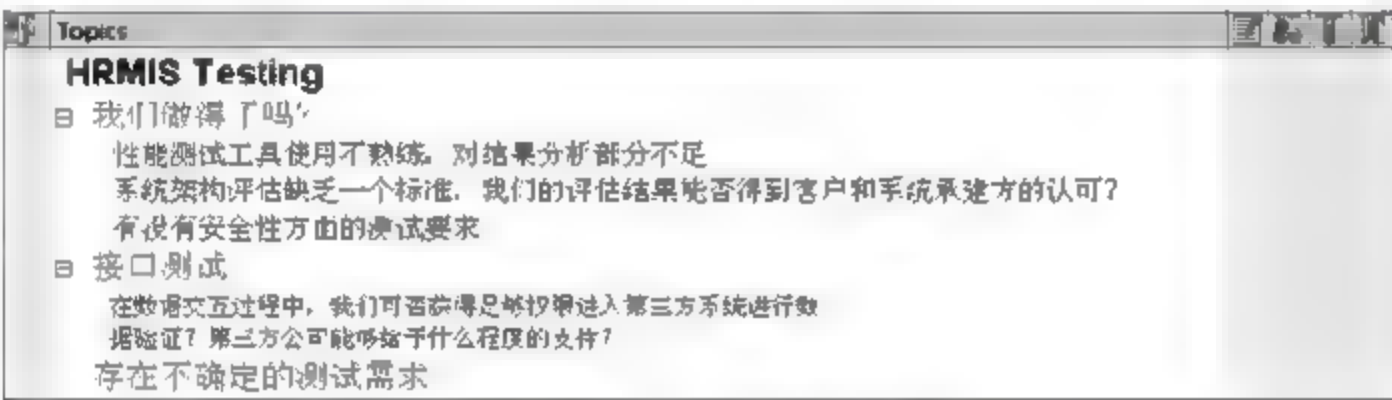 Topics
HRMIS Testing
我们做得了吗?
性能测试工具使用不熟练，对结果分析部分不足
系统架构评估缺乏一个标准，我们的评估结果能否得到客户和系统承建方的认可?
有没有安全性方面的测试要求
接口测试
在数据交互过程中，我们可否获得足够权限进入第三方系统进行数
据验证? 第三方公司能够给予什么程度的支持?
存在不确定的测试需求